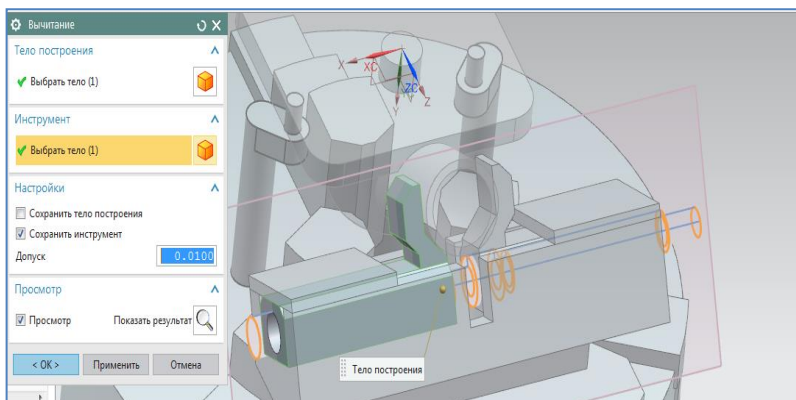 Вычитание
Тело построения
Выбрать тело (1)
Инструмент
Выбрать тело (1)
Настройки
Сохранить тело построения
Сохранить инструмент
Допуск 0.0100
Просмотр
Просмотр Показать результат
< ОК > Применить Отмена
X XC ZC Y Z
Тело построения